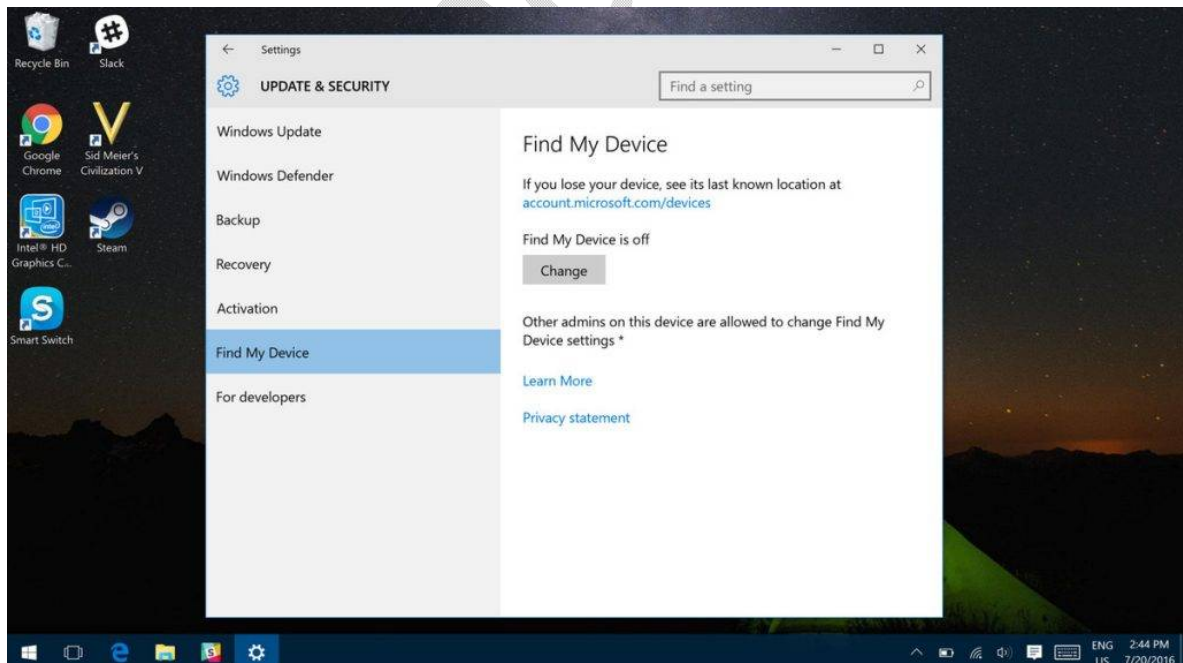 Recycle Bin
Slack
Google
Chrome
Sid Meier's
Civilization V
Intel® HD
Graphics C...
Steam
Smart Switch
Settings
UPDATE & SECURITY
Find a setting
Windows Update
Windows Defender
Backup
Recovery
Activation
Find My Device
For developers
Find My Device
If you lose your device, see its last known location at
account.microsoft.com/devices
Find My Device is off
Change
Other admins on this device are allowed to change Find My
Device settings *
Learn More
Privacy statement
ENG
US
2:44 PM
7/20/2016